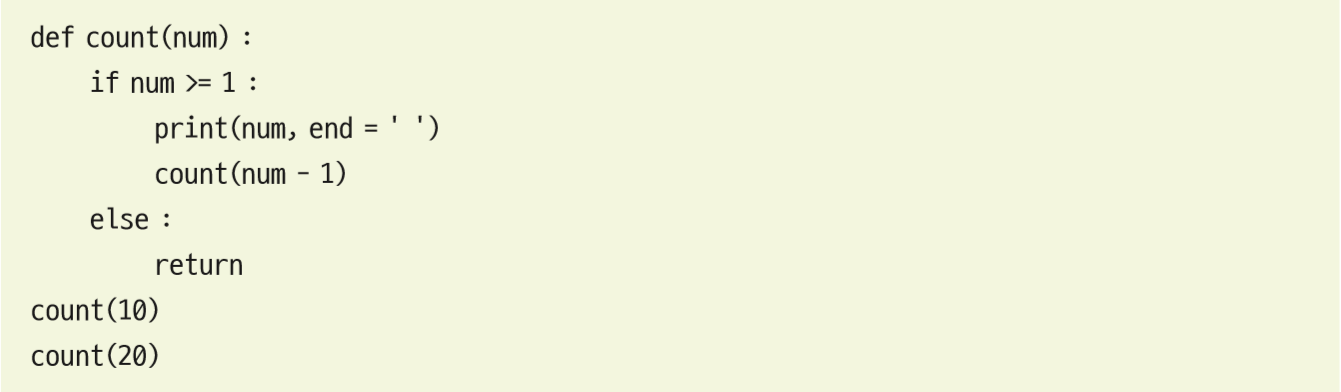 def count(num) :
    if num >= 1 :
        print(num, end = ' ')
        count(num - 1)
    else :
        return
count(10)
count(20)